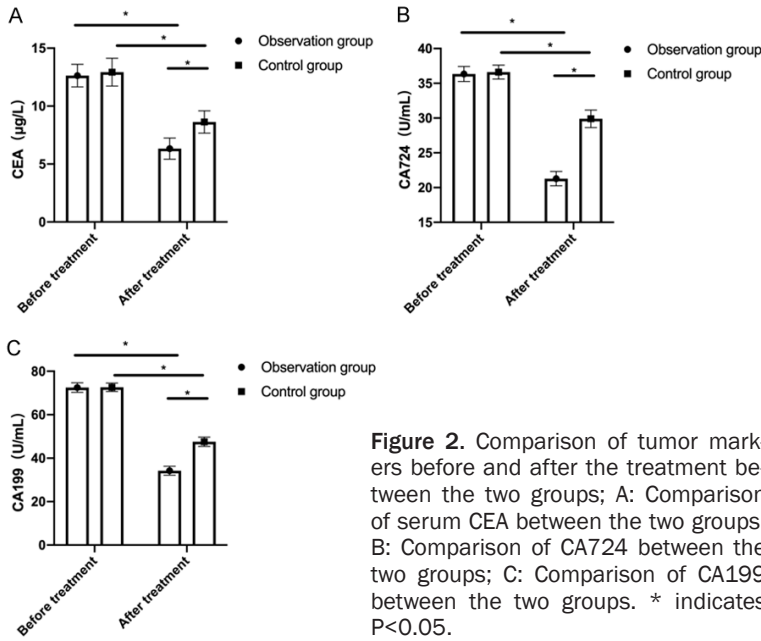 A
*
*
*
Observation group
Control group
CEA (μg/L)
15
10
5
0
Before treatment
After treatment
B
*
*
*
Observation group
Control group
CA724 (U/mL)
40
35
30
25
20
15
Before treatment
After treatment
C
*
*
*
Observation group
Control group
CA199 (U/mL)
80
60
40
20
0
Before treatment
After treatment
Figure 2. Comparison of tumor mark-
ers before and after the treatment be-
tween the two groups; A: Comparison
of serum CEA between the two groups
B: Comparison of CA724 between the
two groups; C: Comparison of CA199
between the two groups. * indicates
P<0.05.